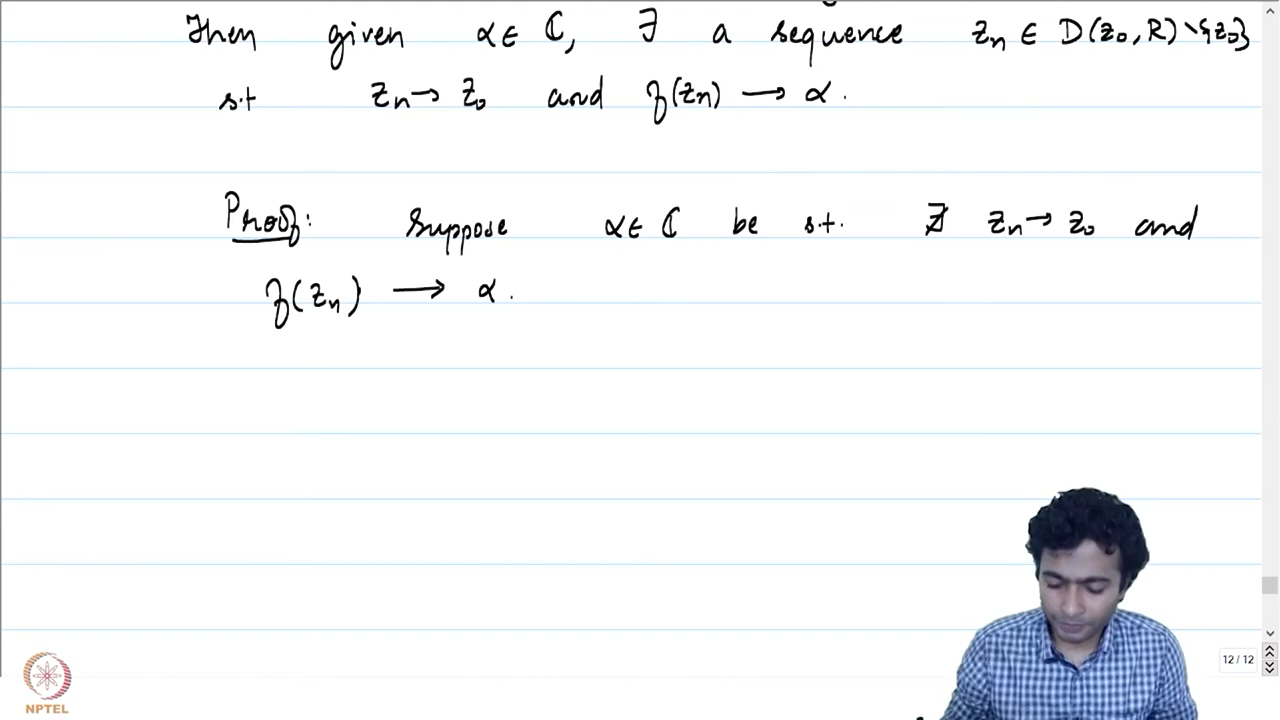 Then given α ∈ ℂ, ∃ a sequence zₙ ∈ D(z₀, R) \ {z₀}
s.t zₙ → z₀ and f(zₙ) → α.
Proof: Suppose α ∈ ℂ be s.t. ∄ zₙ → z₀ and
f(zₙ) → α.
12 / 12
NPTEL